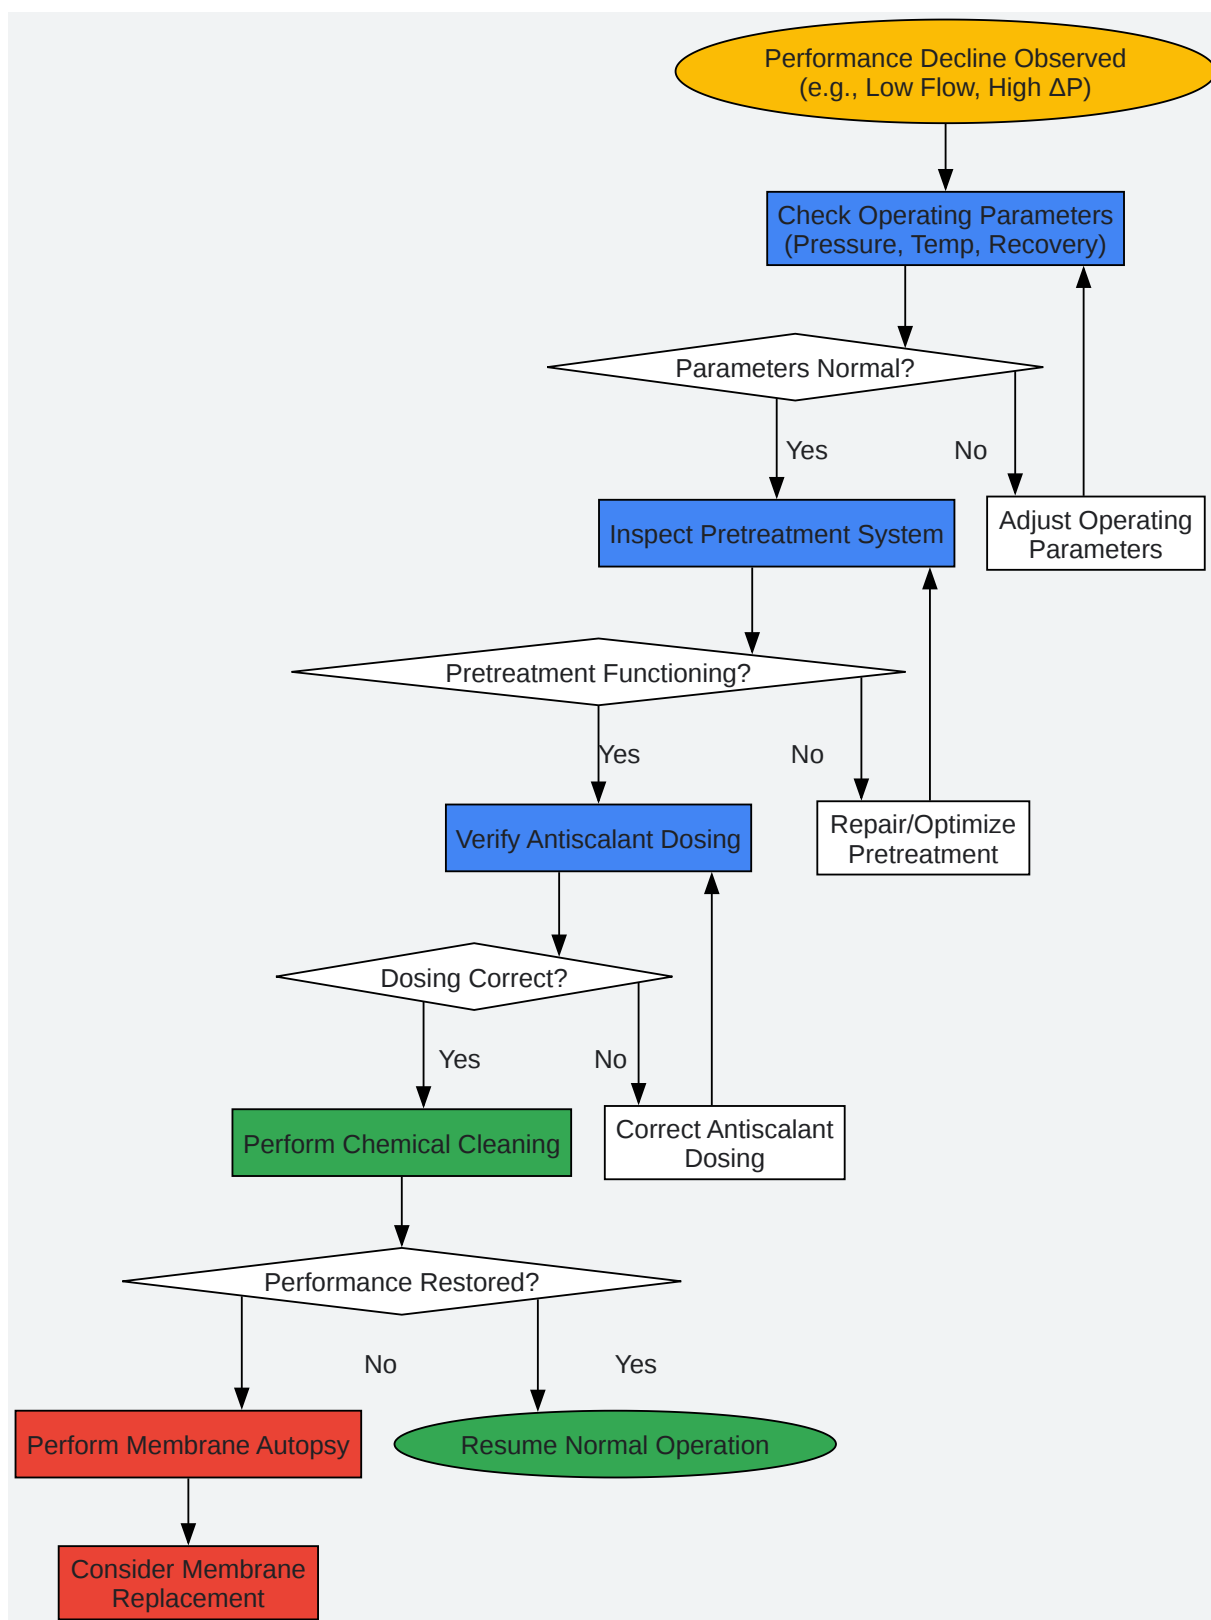 Performance Decline Observed
(e.g., Low Flow, High ΔP)
Check Operating Parameters
(Pressure, Temp, Recovery)
Parameters Normal?
Yes
No
Inspect Pretreatment System
Adjust Operating
Parameters
Pretreatment Functioning?
Yes
No
Verify Antiscalant Dosing
Repair/Optimize
Pretreatment
Dosing Correct?
Yes
No
Perform Chemical Cleaning
Correct Antiscalant
Dosing
Performance Restored?
No
Yes
Perform Membrane Autopsy
Resume Normal Operation
Consider Membrane
Replacement